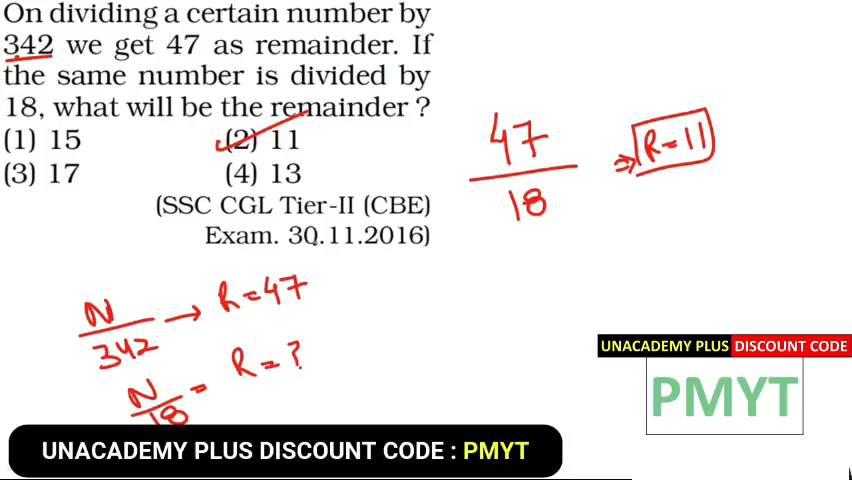 On dividing a certain number by
342 we get 47 as remainder. If
the same number is divided by
18, what will be the remainder ?
(1) 15 (2) 11
(3) 17 (4) 13
(SSC CGL Tier-II (CBE)
Exam. 30.11.2016)
47
18
R=11
N
342
R=47
N
18
=
R=?
UNACADEMY PLUS DISCOUNT CODE
PMYT
UNACADEMY PLUS DISCOUNT CODE : PMYT